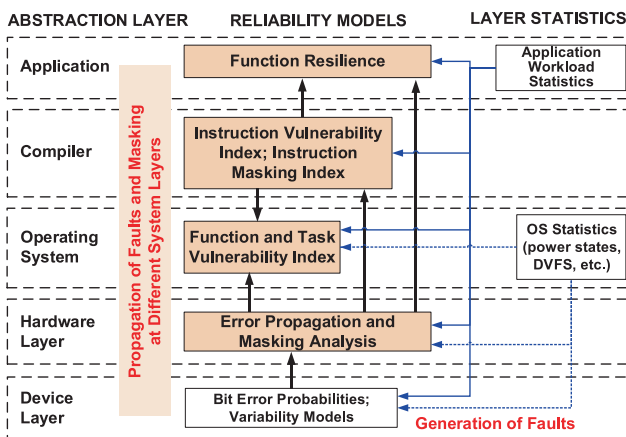 ABSTRACTION LAYER
RELIABILITY MODELS
LAYER STATISTICS
Application
Function Resilience
Application
Workload
Statistics
Compiler
Instruction Vulnerability
Index; Instruction
Masking Index
Propagation of Faults and Masking
at Different System Layers
Operating
System
Function and Task
Vulnerability Index
OS Statistics
(power states,
DVFS, etc.)
Hardware
Layer
Error Propagation and
Masking Analysis
Device
Layer
Bit Error Probabilities;
Variability Models
Generation of Faults